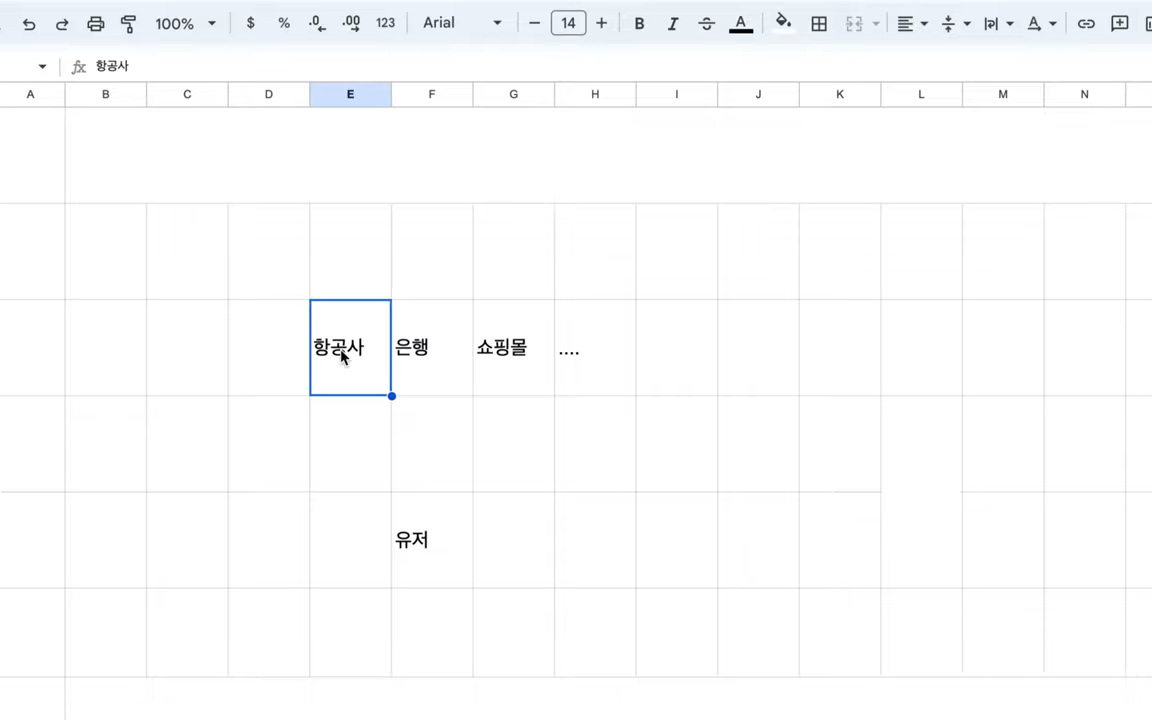 100% $ % .0 .00 123 Arial 14 B I A A
fx 항공사
A B C D E F G H I J K L M N
항공사 은행 쇼핑몰 ....
유저